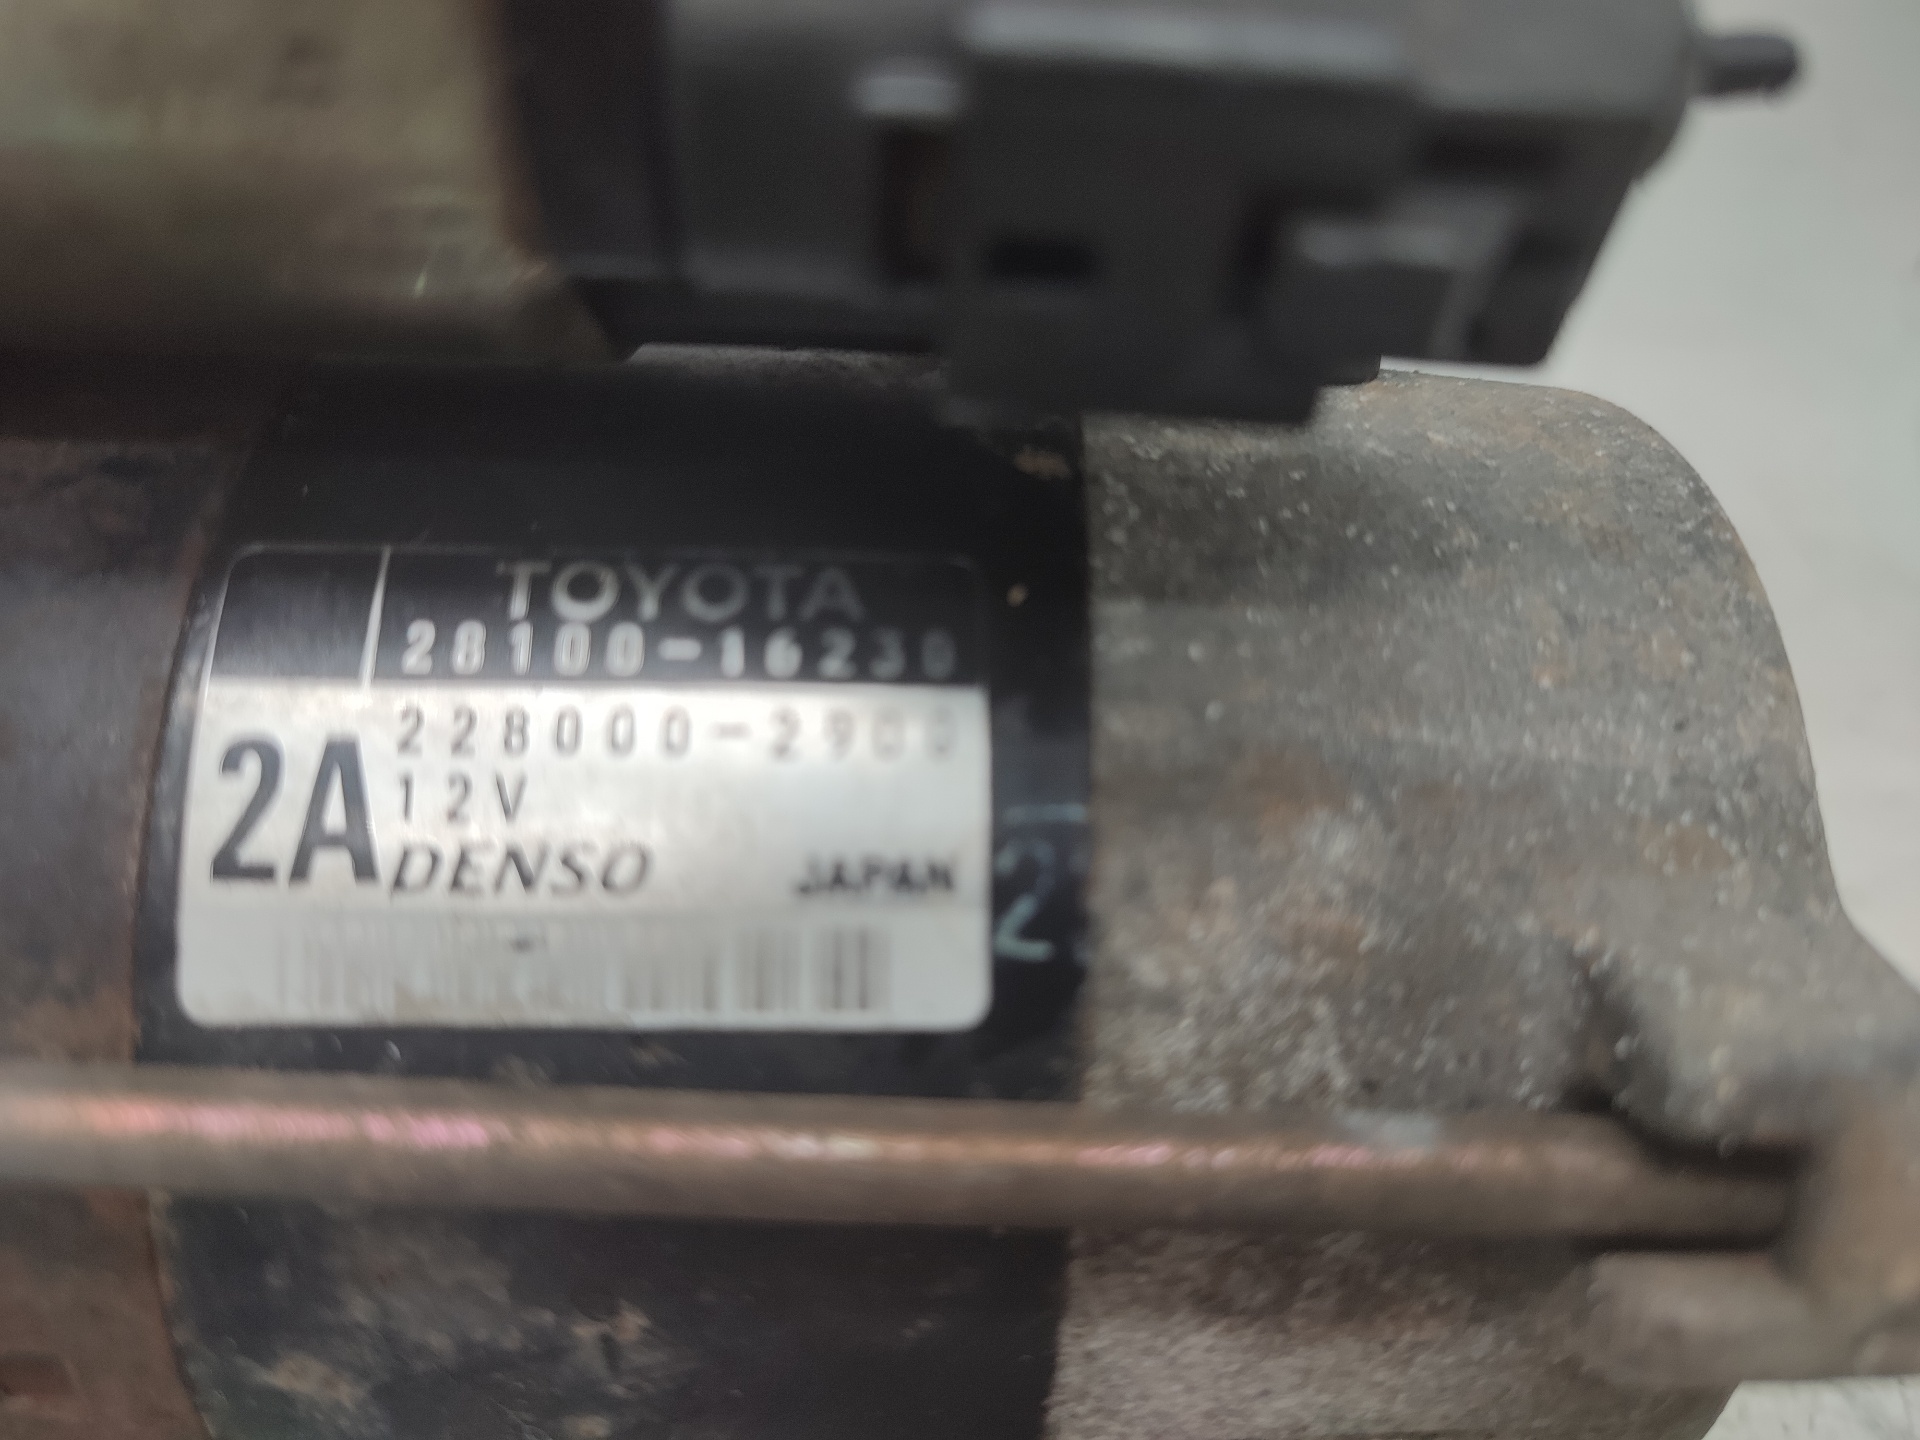 TOYOTA
28100-16230
2A
228000-2900
12V
DENSO JAPAN